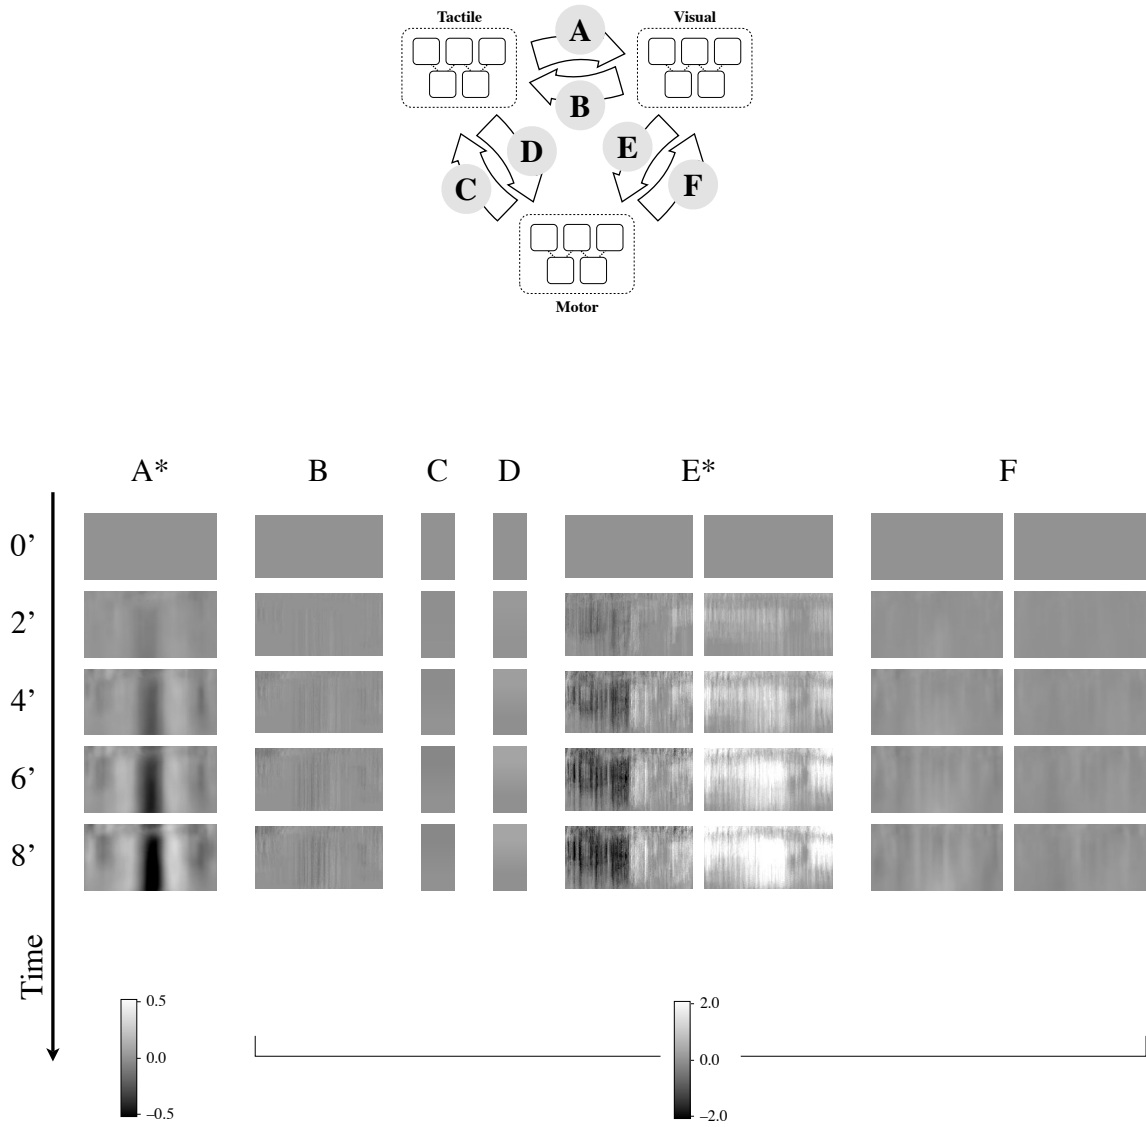 Tactile Visual
A
B
D
E
C
F
Motor
A* B C D E* F
0’
2’
4’
6’
8’
Time
0.5
0.0
–0.5
2.0
0.0
–2.0